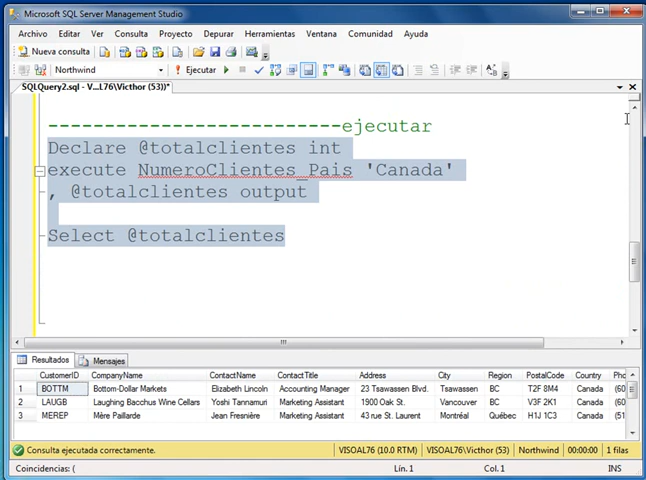 Microsoft SQL Server Management Studio
Archivo Editar Ver Consulta Proyecto Depurar Herramientas Ventana Comunidad Ayuda
Nueva consulta
Northwind Ejecutar
SQLQuery2.sql - V...L76\Victhor (53))*
--------------------------ejecutar
Declare @totalclientes int
execute NumeroClientes_Pais 'Canada'
, @totalclientes output
Select @totalclientes
Resultados Mensajes
CustomerID CompanyName ContactName ContactTitle Address City Region PostalCode Country Pho
1 BOTTM Bottom-Dollar Markets Elizabeth Lincoln Accounting Manager 23 Tsawassen Blvd. Tsawassen BC T2F 8M4 Canada (60
2 LAUGB Laughing Bacchus Wine Cellars Yoshi Tannamuri Marketing Assistant 1900 Oak St. Vancouver BC V3F 2K1 Canada (60
3 MEREP Mère Paillarde Jean Fresnière Marketing Assistant 43 rue St. Laurent Montréal Québec H1J 1C3 Canada (51
Consulta ejecutada correctamente. VISOAL76 (10.0 RTM) VISOAL76\Victhor (53) Northwind 00:00:00 1 filas
Coincidencias: ( Lín. 1 Col. 1 INS